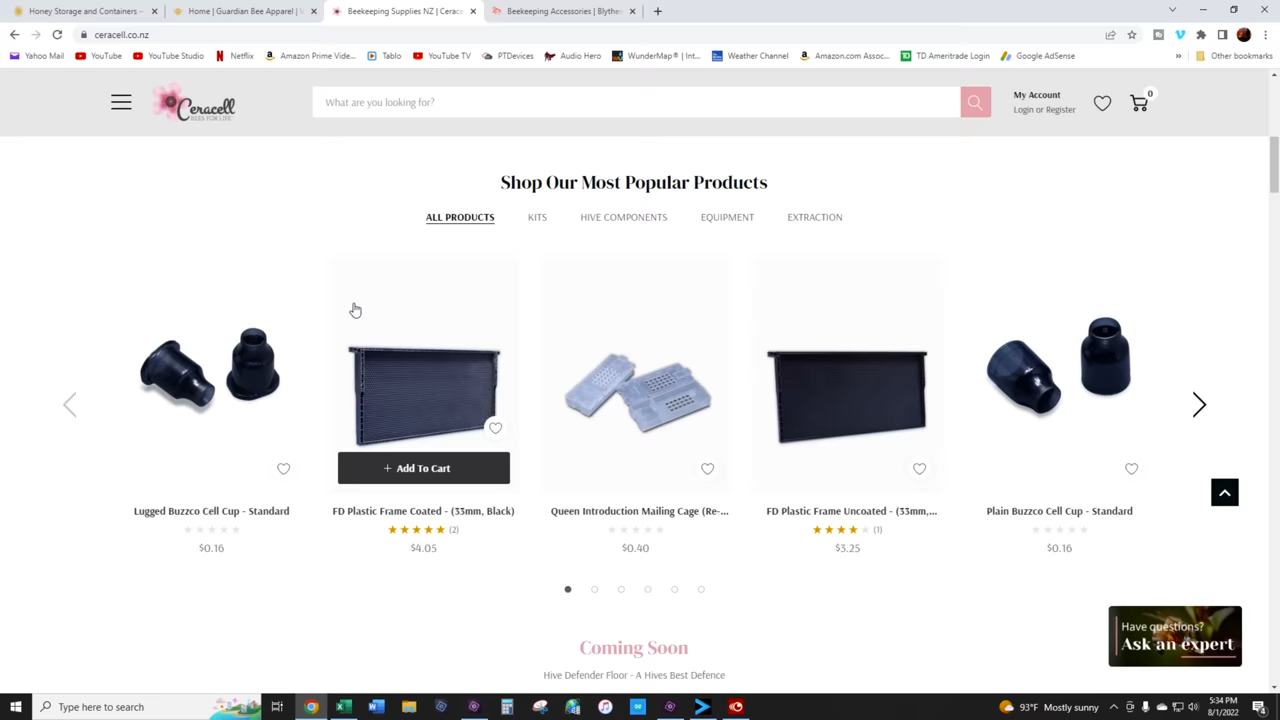 Honey Storage and Containers –
Home | Guardian Bee Apparel | V
Beekeeping Supplies NZ | Cerace
Beekeeping Accessories | Blythe
ceracell.co.nz
Yahoo Mail
YouTube
YouTube Studio
Netflix
Amazon Prime Vide...
Tablo
YouTube TV
PTDevices
Audio Hero
WunderMap® | Int...
Weather Channel
Amazon.com Assoc...
TD Ameritrade Login
Google AdSense
»
Other bookmarks
Ceracell
BEES FOR LIFE
What are you looking for?
My Account
Login or Register
0
Shop Our Most Popular Products
ALL PRODUCTS
KITS
HIVE COMPONENTS
EQUIPMENT
EXTRACTION
+ Add To Cart
Lugged Buzzco Cell Cup - Standard
FD Plastic Frame Coated - (33mm, Black)
Queen Introduction Mailing Cage (Re-...
FD Plastic Frame Uncoated - (33mm,...
Plain Buzzco Cell Cup - Standard
(2)
(1)
$0.16
$4.05
$0.40
$3.25
$0.16
Have questions?
Ask an expert
Coming Soon
Hive Defender Floor - A Hives Best Defence
Type here to search
93°F Mostly sunny
5:34 PM
8/1/2022